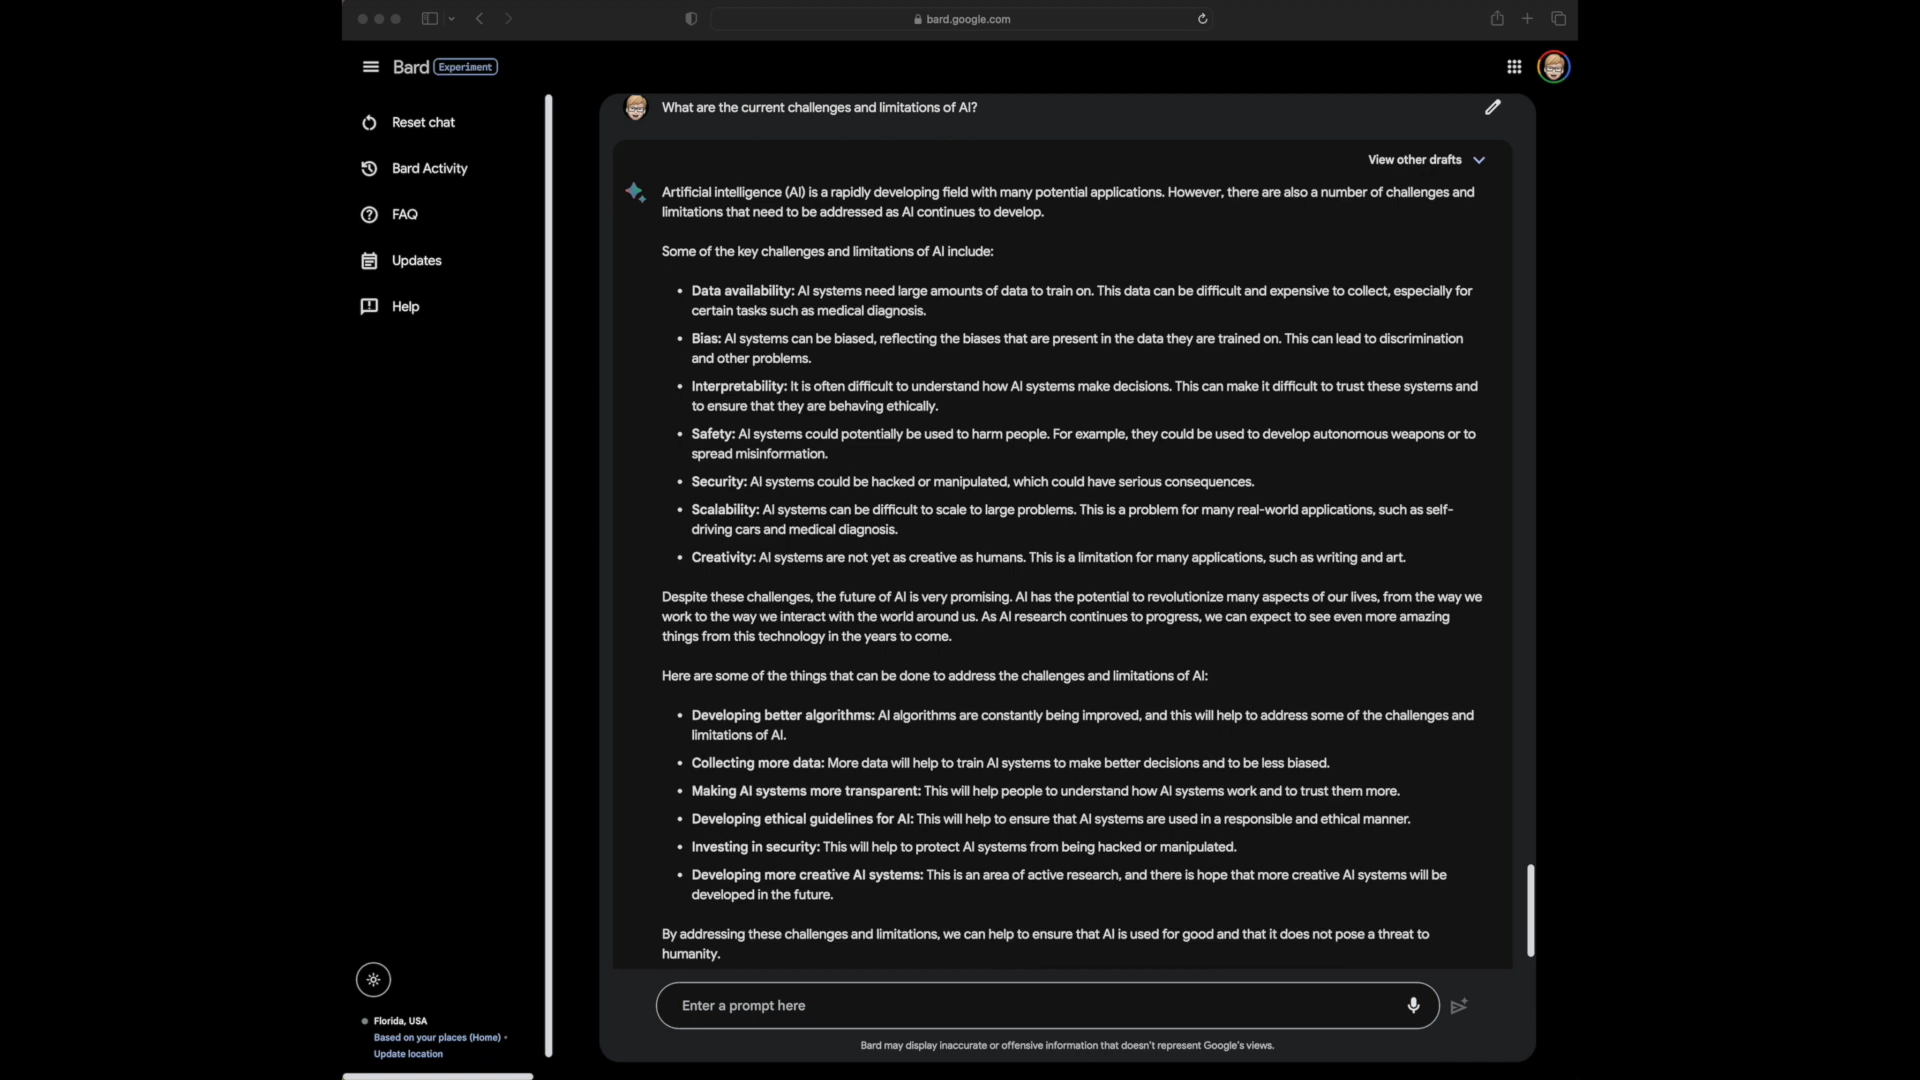 bard.google.com
Bard Experiment
Reset chat
Bard Activity
FAQ
Updates
Help
What are the current challenges and limitations of AI?
View other drafts
Artificial intelligence (AI) is a rapidly developing field with many potential applications. However, there are also a number of challenges and
limitations that need to be addressed as AI continues to develop.
Some of the key challenges and limitations of AI include:
• Data availability: AI systems need large amounts of data to train on. This data can be difficult and expensive to collect, especially for
certain tasks such as medical diagnosis.
• Bias: AI systems can be biased, reflecting the biases that are present in the data they are trained on. This can lead to discrimination
and other problems.
• Interpretability: It is often difficult to understand how AI systems make decisions. This can make it difficult to trust these systems and
to ensure that they are behaving ethically.
• Safety: AI systems could potentially be used to harm people. For example, they could be used to develop autonomous weapons or to
spread misinformation.
• Security: AI systems could be hacked or manipulated, which could have serious consequences.
• Scalability: AI systems can be difficult to scale to large problems. This is a problem for many real-world applications, such as self-
driving cars and medical diagnosis.
• Creativity: AI systems are not yet as creative as humans. This is a limitation for many applications, such as writing and art.
Despite these challenges, the future of AI is very promising. AI has the potential to revolutionize many aspects of our lives, from the way we
work to the way we interact with the world around us. As AI research continues to progress, we can expect to see even more amazing
things from this technology in the years to come.
Here are some of the things that can be done to address the challenges and limitations of AI:
• Developing better algorithms: AI algorithms are constantly being improved, and this will help to address some of the challenges and
limitations of AI.
• Collecting more data: More data will help to train AI systems to make better decisions and to be less biased.
• Making AI systems more transparent: This will help people to understand how AI systems work and to trust them more.
• Developing ethical guidelines for AI: This will help to ensure that AI systems are used in a responsible and ethical manner.
• Investing in security: This will help to protect AI systems from being hacked or manipulated.
• Developing more creative AI systems: This is an area of active research, and there is hope that more creative AI systems will be
developed in the future.
By addressing these challenges and limitations, we can help to ensure that AI is used for good and that it does not pose a threat to
humanity.
Enter a prompt here
Bard may display inaccurate or offensive information that doesn't represent Google's views.
Florida, USA
Based on your places (Home) •
Update location